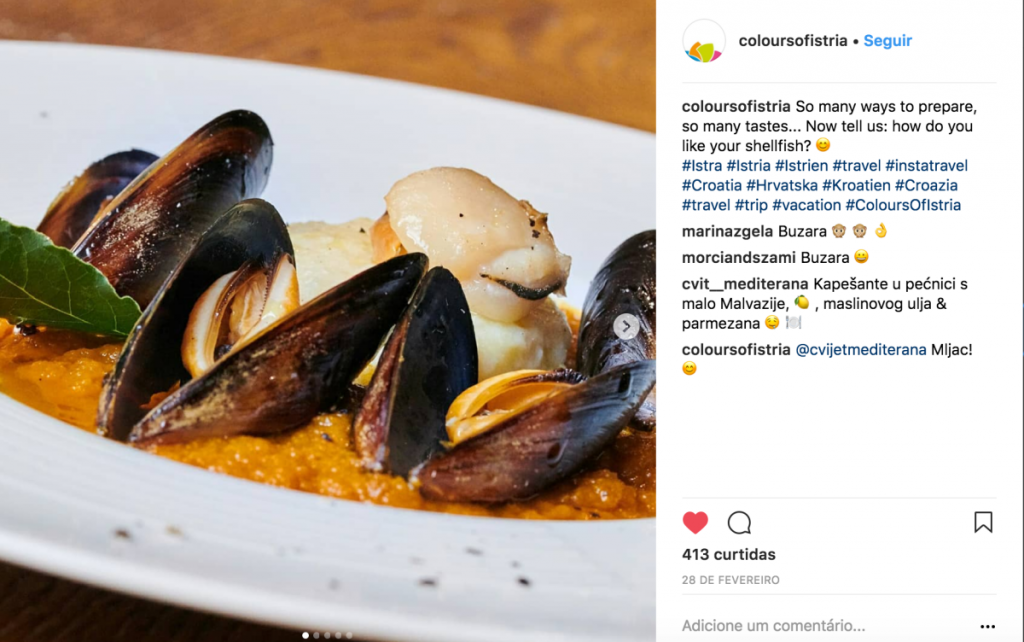 coloursofistria • Seguir
coloursofistria So many ways to prepare,
so many tastes... Now tell us: how do you
like your shellfish? 😊
#Istra #Istria #Istrien #travel #instatravel
#Croatia #Hrvatska #Kroatien #Croazia
#travel #trip #vacation #ColoursOfIstria
marinazgela Buzara 🙊🙊👌
morciandszami Buzara 😀
cvit__mediterana Kapešante u pećnici s
malo Malvazije, 🍋 , maslinovog ulja &
parmezana 😋 🍽️
coloursofistria @cvijetmediterana Mljac!
😊
413 curtidas
28 DE FEVEREIRO
Adicione um comentário...